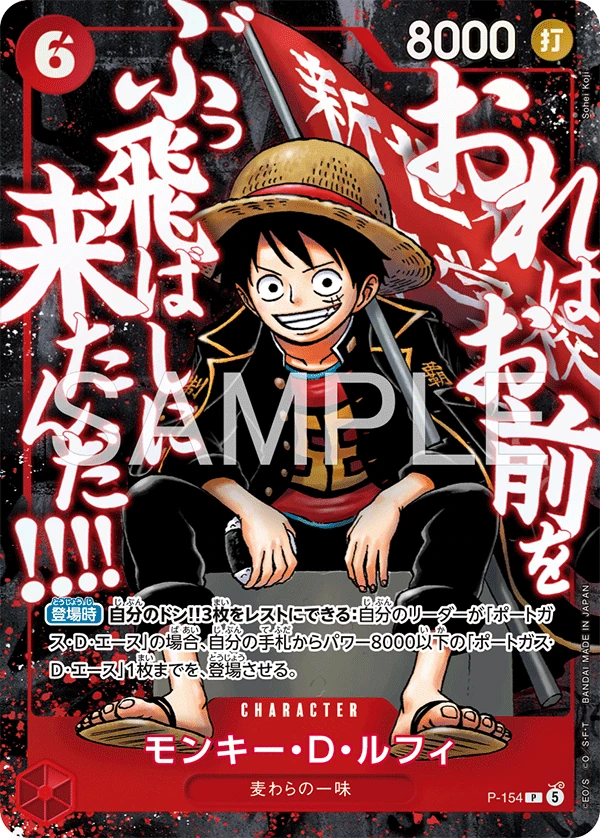 6
8000
打
Sohei Koji
おれはお前を
ぶっ飛ばしに
来たんだ!!!!
SAMPLE
登場時 自分のドン!!3枚をレストにできる:自分のリーダーが「ポートガ
ス・D・エース」の場合、自分の手札からパワー8000以下の「ポートガス・
D・エース」1枚までを、登場させる。
CHARACTER
モンキー・D・ルフィ
麦わらの一味
P-154 P 5
©E.O/S ©O. S・F・T BANDAI MADE IN JAPAN